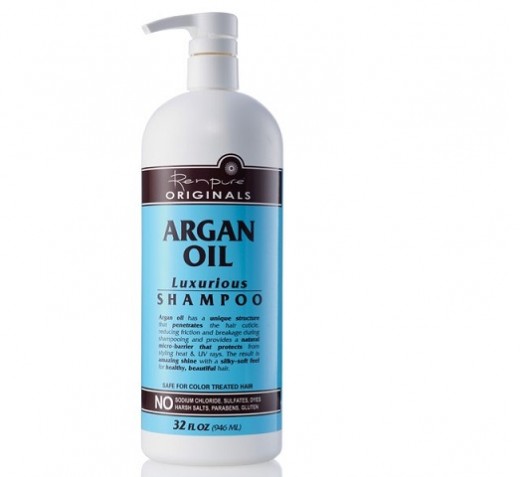 Renpure
ORIGINALS
ARGAN
OIL
Luxurious
SHAMPOO
Argan oil has a unique structure
that penetrates the hair cuticle,
reducing friction and breakage during
shampooing and provides a natural
micro-barrier that protects from
styling heat & UV rays. The result is
amazing shine with a silky-soft feel
for healthy, beautiful hair.
SAFE FOR COLOR TREATED HAIR
NO SODIUM CHLORIDE, SULFATES, DYES
HARSH SALTS, PARABENS, GLUTEN
32 FL OZ (946 ML)